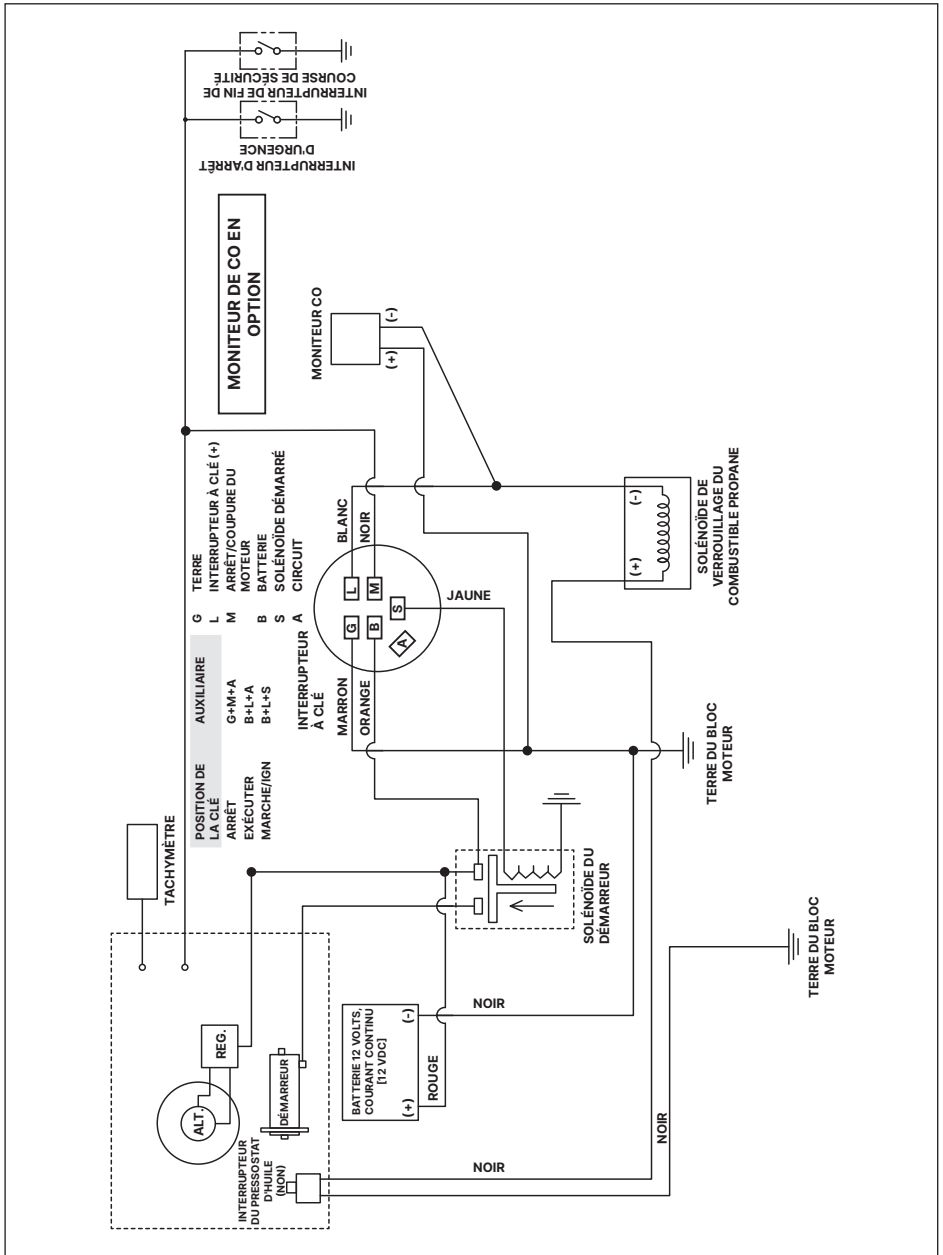 INTERRUPTEUR DE FIN DE
COURSE DE SÉCURITÉ
INTERRUPTEUR D'ARRÊT
D'URGENCE
MONITEUR DE CO EN
OPTION
MONITEUR CO
(+)
(-)
TACHYMÈTRE
POSITION DE
LA CLÉ
AUXILIAIRE
ARRÊT
G+M+A
EXÉCUTER
B+L+A
MARCHE/IGN
B+L+S
G TERRE
L INTERRUPTEUR À CLÉ (+)
M ARRÊT/COUPURE DU
MOTEUR
B BATTERIE
S SOLÉNOÏDE DÉMARRÉ
A CIRCUIT
INTERRUPTEUR
À CLÉ
MARRON
ORANGE
BLANC
NOIR
G
L
B
M
S
A
JAUNE
(+)
(-)
SOLÉNOÏDE DE
VERROUILLAGE DU
COMBUSTIBLE PROPANE
TERRE DU BLOC
MOTEUR
SOLÉNOÏDE DU
DÉMARREUR
ALT.
REG.
DÉMARREUR
INTERRUPTEUR
DU PRESSOSTAT
D'HUILE
(NON)
BATTERIE 12 VOLTS,
COURANT CONTINU
[12 VDC]
(+)
(-)
ROUGE
NOIR
NOIR
NOIR
TERRE DU BLOC
MOTEUR